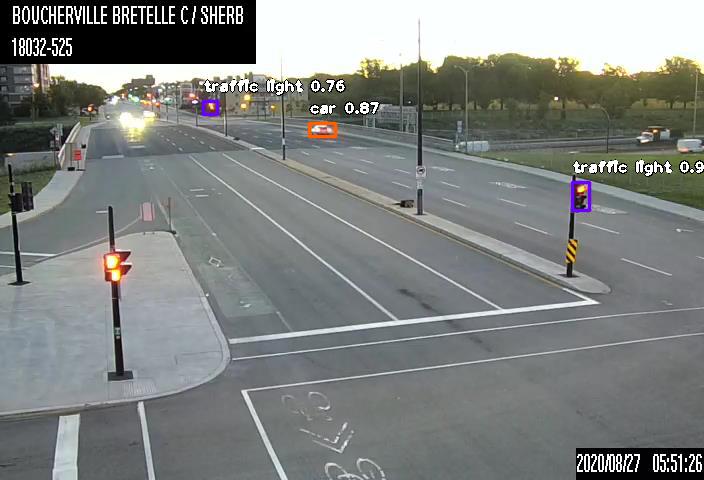 BOUCHERVILLE BRETELLE C / SHERB
18032-525
traffic light 0.76
car 0.87
traffic light 0.9
2020/08/27 05:51:26